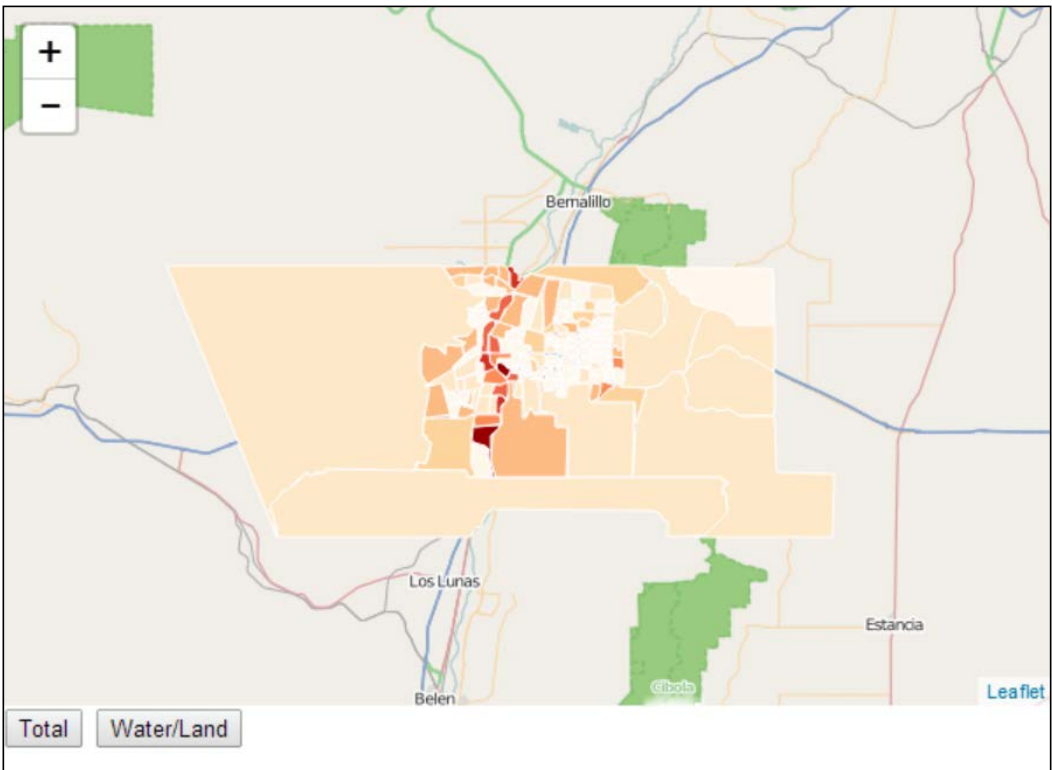 +
−
Bernalillo
Los Lunas
Estancia
Cibola
Belen
Leaflet
Total Water/Land